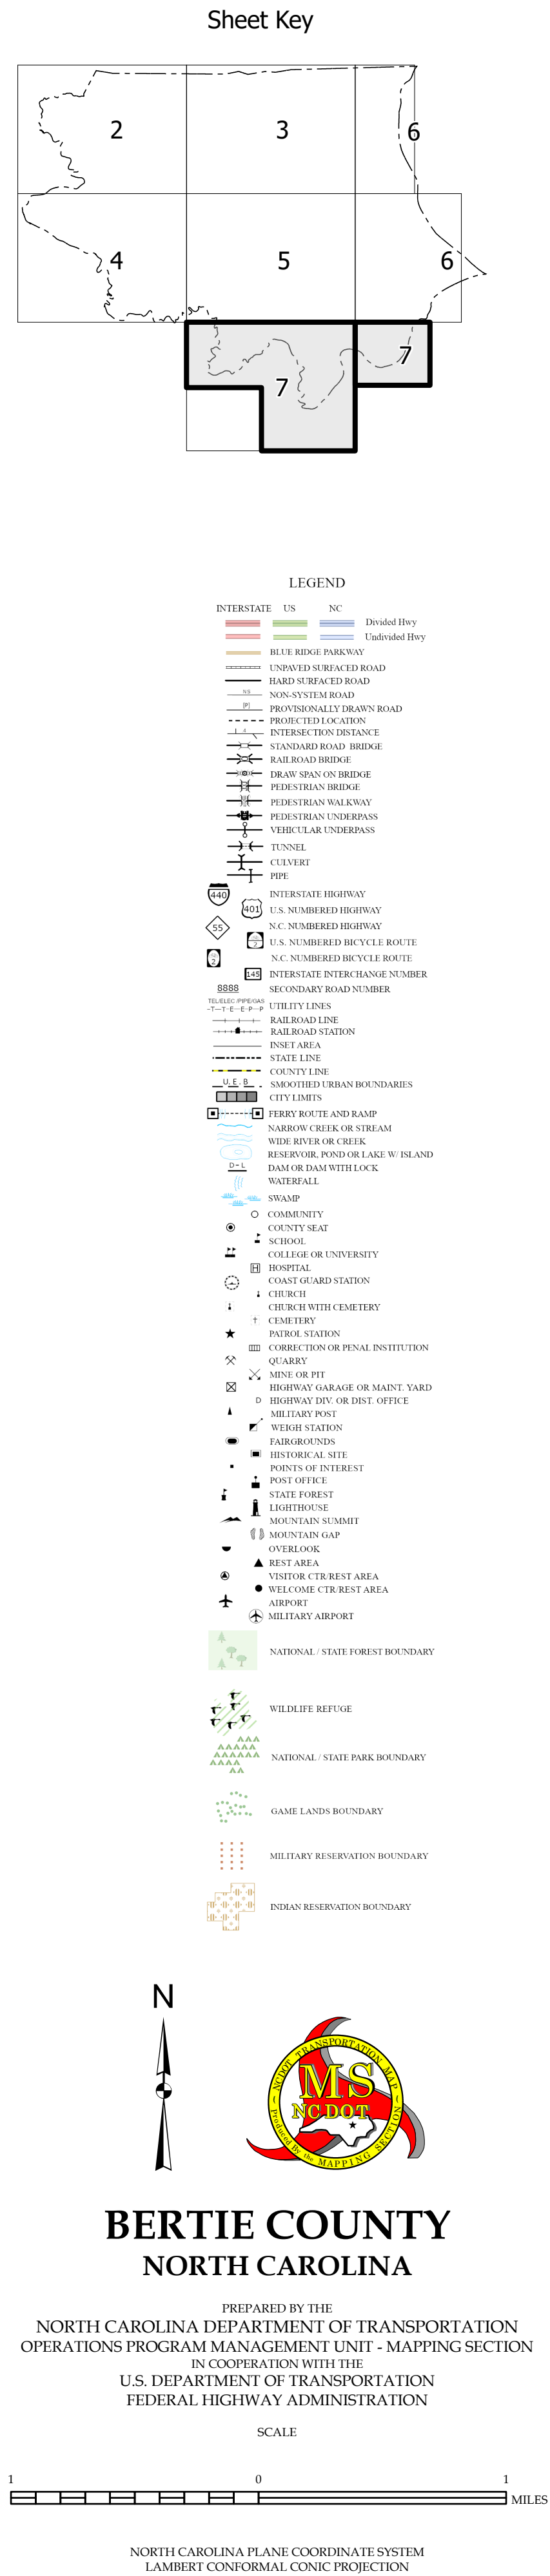 Sheet Key
2
3
6
4
5
6
7
7
LEGEND
INTERSTATE US NC
Divided Hwy
Undivided Hwy
BLUE RIDGE PARKWAY
UNPAVED SURFACED ROAD
HARD SURFACED ROAD
NS
NON-SYSTEM ROAD
[P]
PROVISIONALLY DRAWN ROAD
PROJECTED LOCATION
.4
INTERSECTION DISTANCE
STANDARD ROAD BRIDGE
RAILROAD BRIDGE
DRAW SPAN ON BRIDGE
PEDESTRIAN BRIDGE
PEDESTRIAN WALKWAY
PEDESTRIAN UNDERPASS
VEHICULAR UNDERPASS
TUNNEL
CULVERT
PIPE
440 INTERSTATE HIGHWAY
401 U.S. NUMBERED HIGHWAY
55 N.C. NUMBERED HIGHWAY
2 U.S. NUMBERED BICYCLE ROUTE
2 N.C. NUMBERED BICYCLE ROUTE
145 INTERSTATE INTERCHANGE NUMBER
8888 SECONDARY ROAD NUMBER
TEL/ELEC/PIPE/GAS
-T--T-E--E-P--P UTILITY LINES
RAILROAD LINE
RAILROAD STATION
INSET AREA
STATE LINE
COUNTY LINE
U. E. B SMOOTHED URBAN BOUNDARIES
CITY LIMITS
FERRY ROUTE AND RAMP
NARROW CREEK OR STREAM
WIDE RIVER OR CREEK
RESERVOIR, POND OR LAKE W/ ISLAND
D-L DAM OR DAM WITH LOCK
WATERFALL
SWAMP
COMMUNITY
COUNTY SEAT
SCHOOL
COLLEGE OR UNIVERSITY
H HOSPITAL
COAST GUARD STATION
CHURCH
CHURCH WITH CEMETERY
CEMETERY
PATROL STATION
CORRECTION OR PENAL INSTITUTION
QUARRY
MINE OR PIT
HIGHWAY GARAGE OR MAINT. YARD
D HIGHWAY DIV. OR DIST. OFFICE
MILITARY POST
WEIGH STATION
FAIRGROUNDS
HISTORICAL SITE
POINTS OF INTEREST
POST OFFICE
STATE FOREST
LIGHTHOUSE
MOUNTAIN SUMMIT
MOUNTAIN GAP
OVERLOOK
REST AREA
VISITOR CTR/REST AREA
WELCOME CTR/REST AREA
AIRPORT
MILITARY AIRPORT
NATIONAL / STATE FOREST BOUNDARY
WILDLIFE REFUGE
NATIONAL / STATE PARK BOUNDARY
GAME LANDS BOUNDARY
MILITARY RESERVATION BOUNDARY
INDIAN RESERVATION BOUNDARY
N
NCDOT TRANSPORTATION MAP
MS
NCDOT
Produced By the MAPPING SECTION
BERTIE COUNTY
NORTH CAROLINA
PREPARED BY THE
NORTH CAROLINA DEPARTMENT OF TRANSPORTATION
OPERATIONS PROGRAM MANAGEMENT UNIT - MAPPING SECTION
IN COOPERATION WITH THE
U.S. DEPARTMENT OF TRANSPORTATION
FEDERAL HIGHWAY ADMINISTRATION
SCALE
1 0 1
MILES
NORTH CAROLINA PLANE COORDINATE SYSTEM
LAMBERT CONFORMAL CONIC PROJECTION